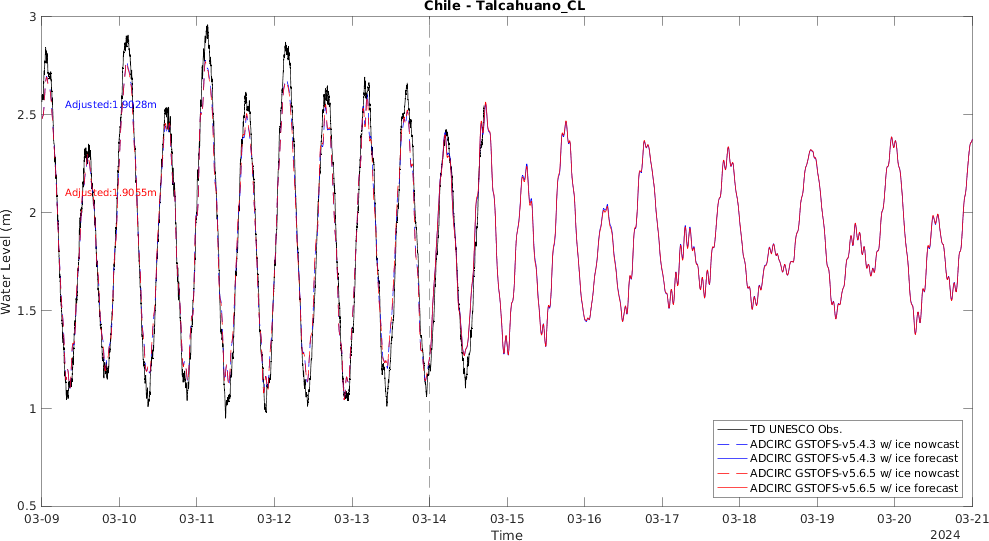 Chile - Talcahuano_CL
3
2.5
2
1.5
1
0.5
Water Level (m)
Adjusted:1.9028m
Adjusted:1.9055m
TD UNESCO Obs.
ADCIRC GSTOFS-v5.4.3 w/ ice nowcast
ADCIRC GSTOFS-v5.4.3 w/ ice forecast
ADCIRC GSTOFS-v5.6.5 w/ ice nowcast
ADCIRC GSTOFS-v5.6.5 w/ ice forecast
03-09 03-10 03-11 03-12 03-13 03-14 03-15 03-16 03-17 03-18 03-19 03-20 03-21
Time
2024